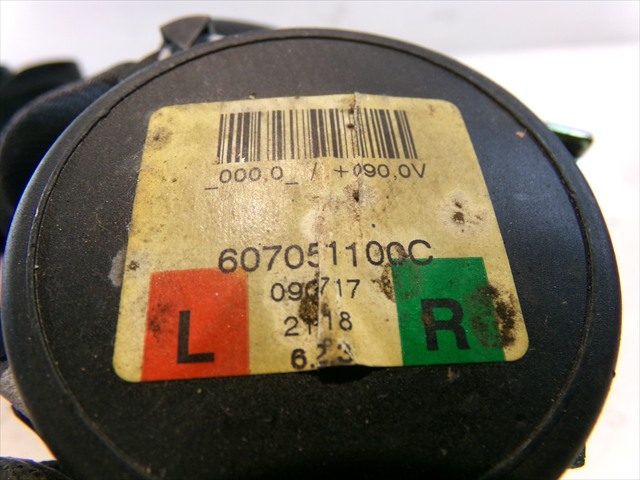 _000,0_ / +090,0V
607051100C
090717
L
2118
R
6.23